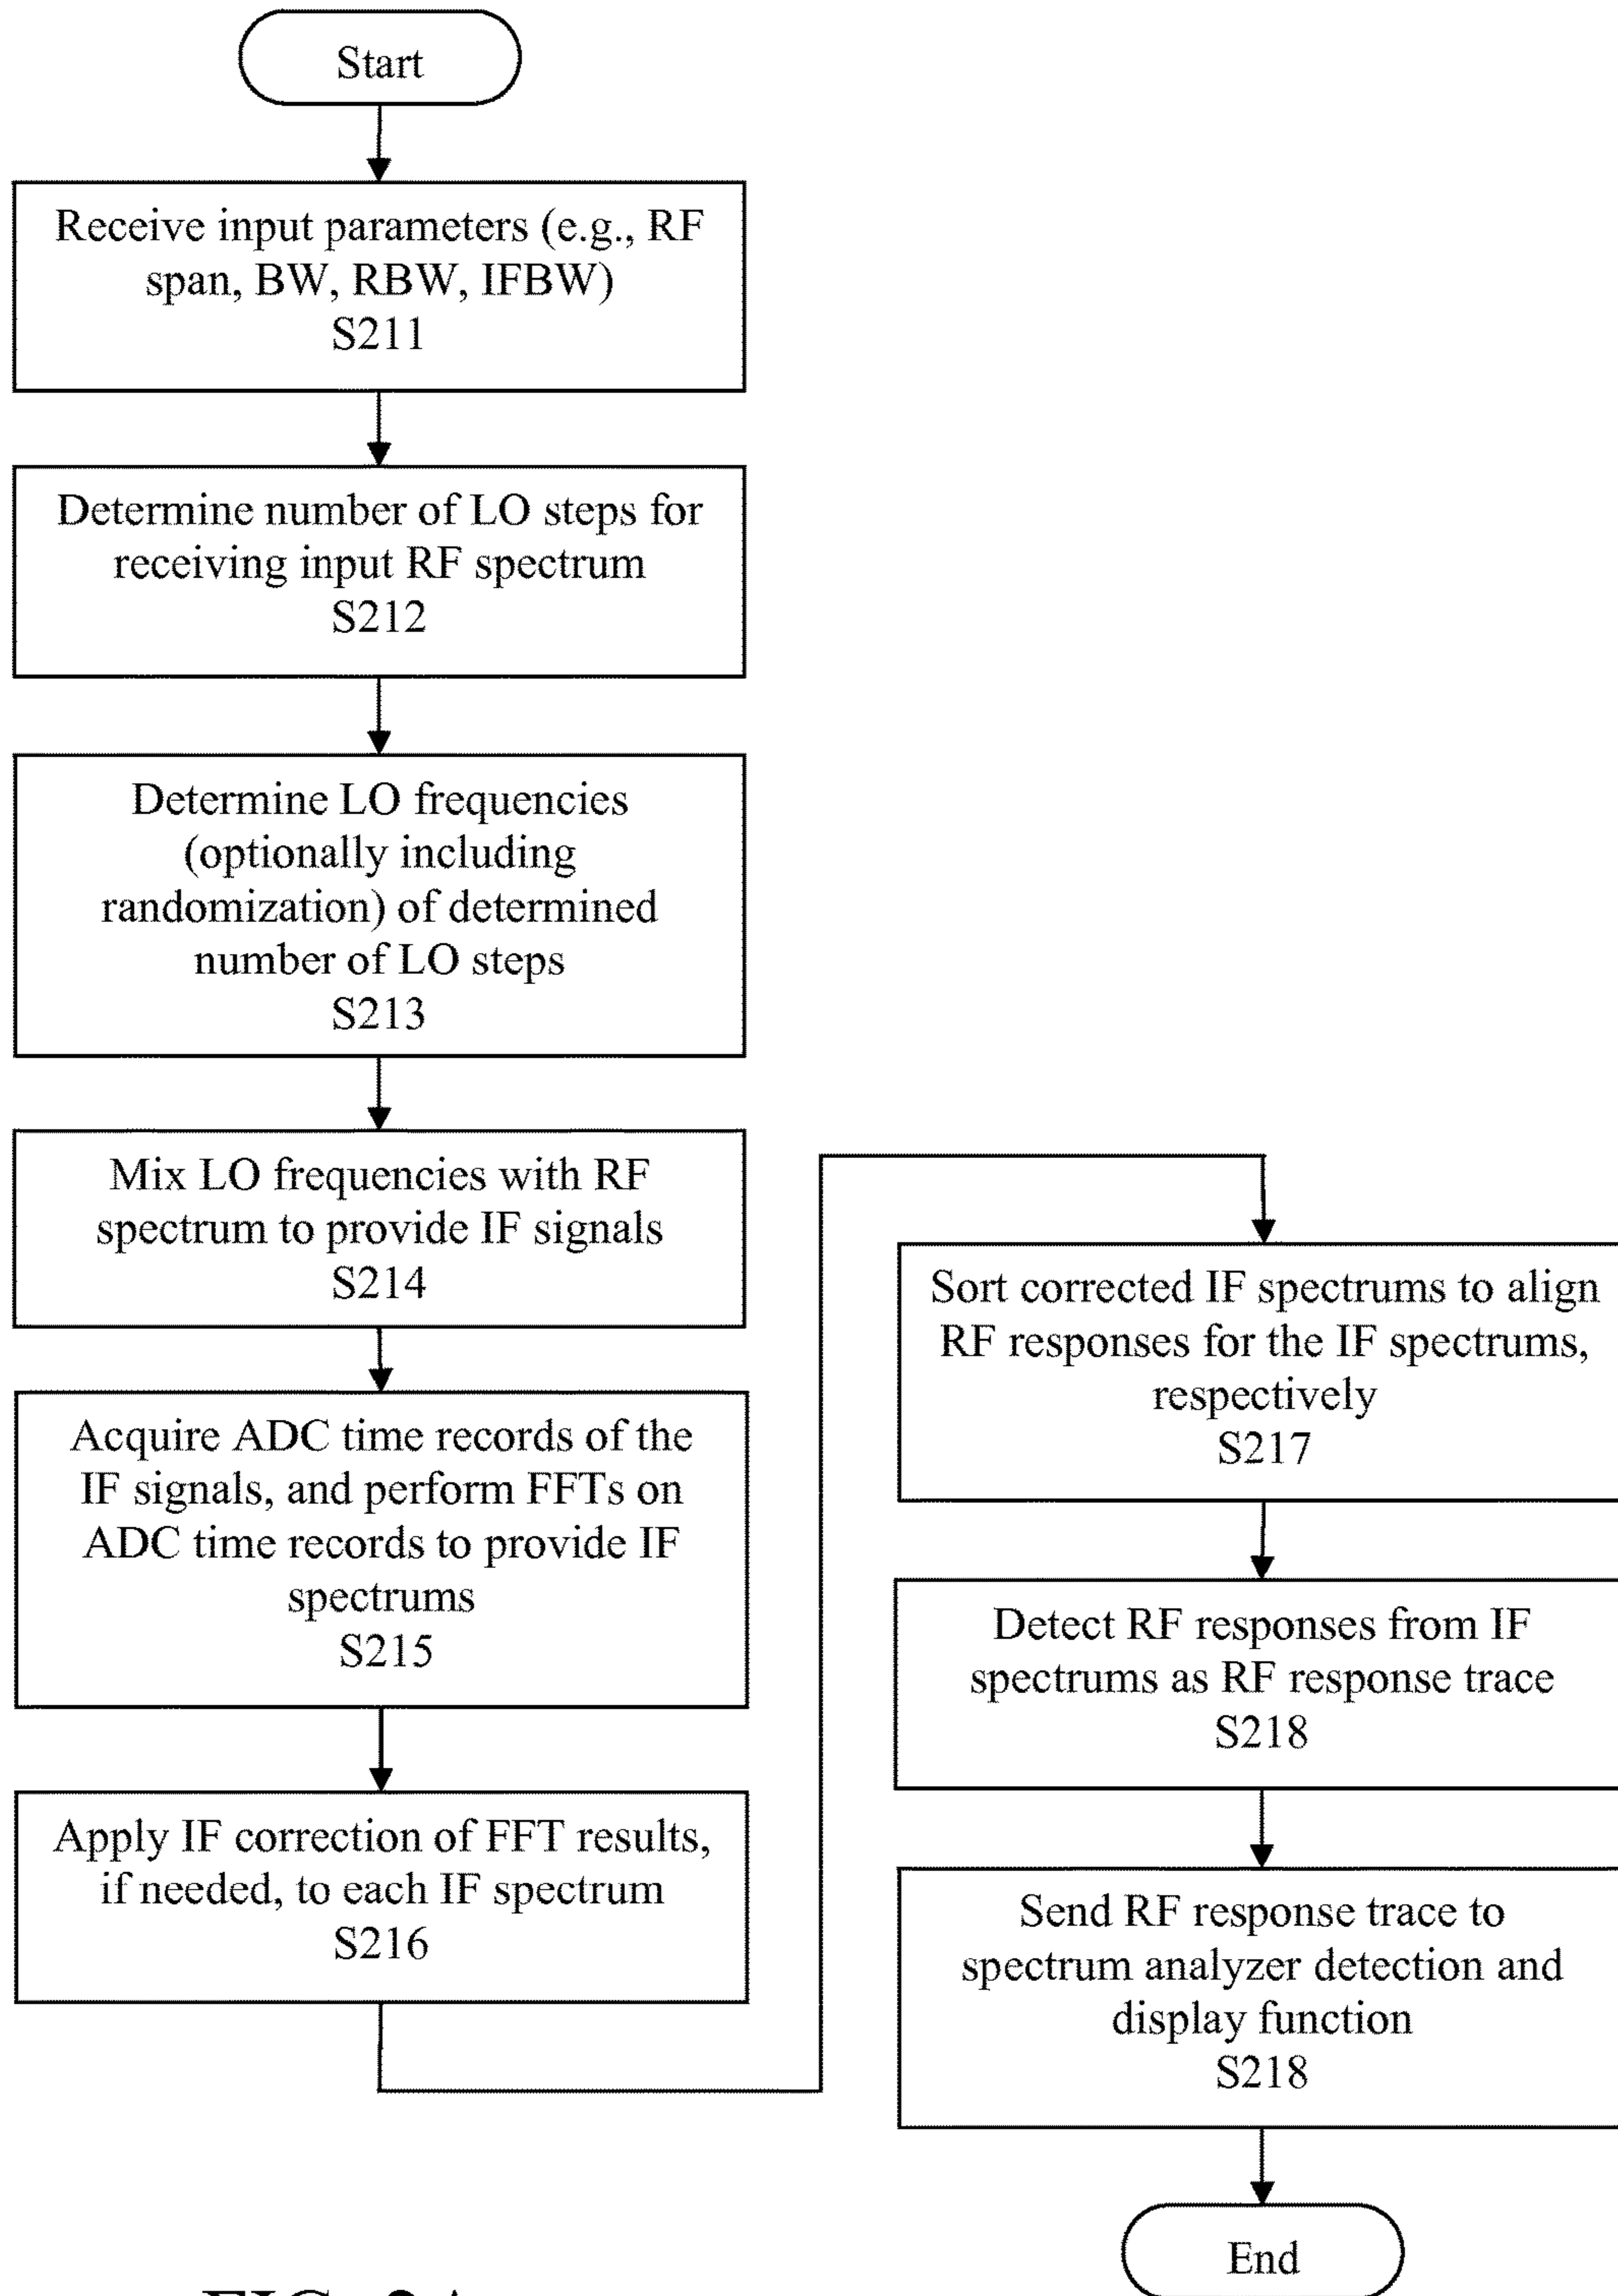 Start
Receive input parameters (e.g., RF
span, BW, RBW, IFBW)
S211
Determine number of LO steps for
receiving input RF spectrum
S212
Determine LO frequencies
(optionally including
randomization) of determined
number of LO steps
S213
Mix LO frequencies with RF
spectrum to provide IF signals
S214
Acquire ADC time records of the
IF signals, and perform FFTs on
ADC time records to provide IF
spectrums
S215
Apply IF correction of FFT results,
if needed, to each IF spectrum
S216
Sort corrected IF spectrums to align
RF responses for the IF spectrums,
respectively
S217
Detect RF responses from IF
spectrums as RF response trace
S218
Send RF response trace to
spectrum analyzer detection and
display function
S218
End